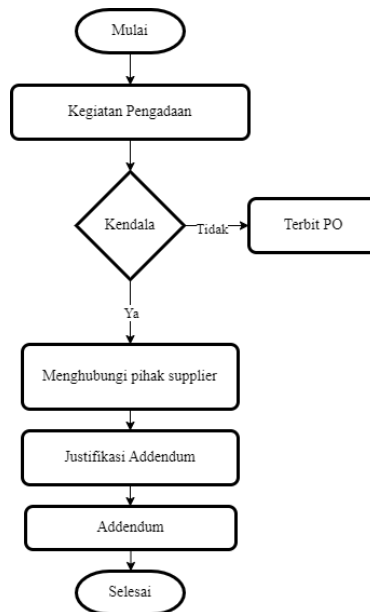 Mulai
Kegiatan Pengadaan
Kendala
Tidak
Terbit PO
Ya
Menghubungi pihak supplier
Justifikasi Addendum
Addendum
Selesai